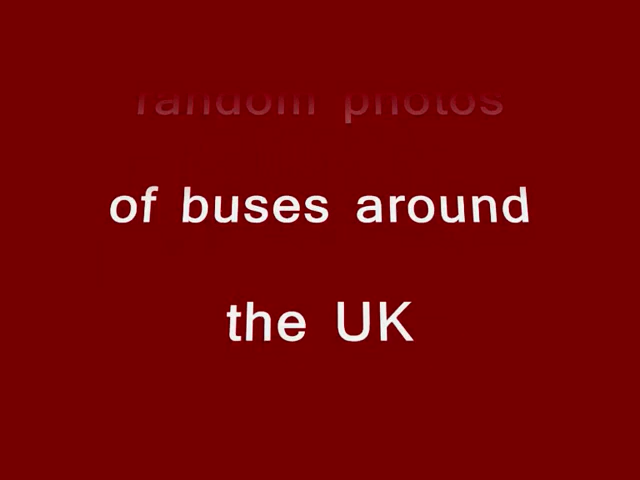 random photos
of buses around
the UK